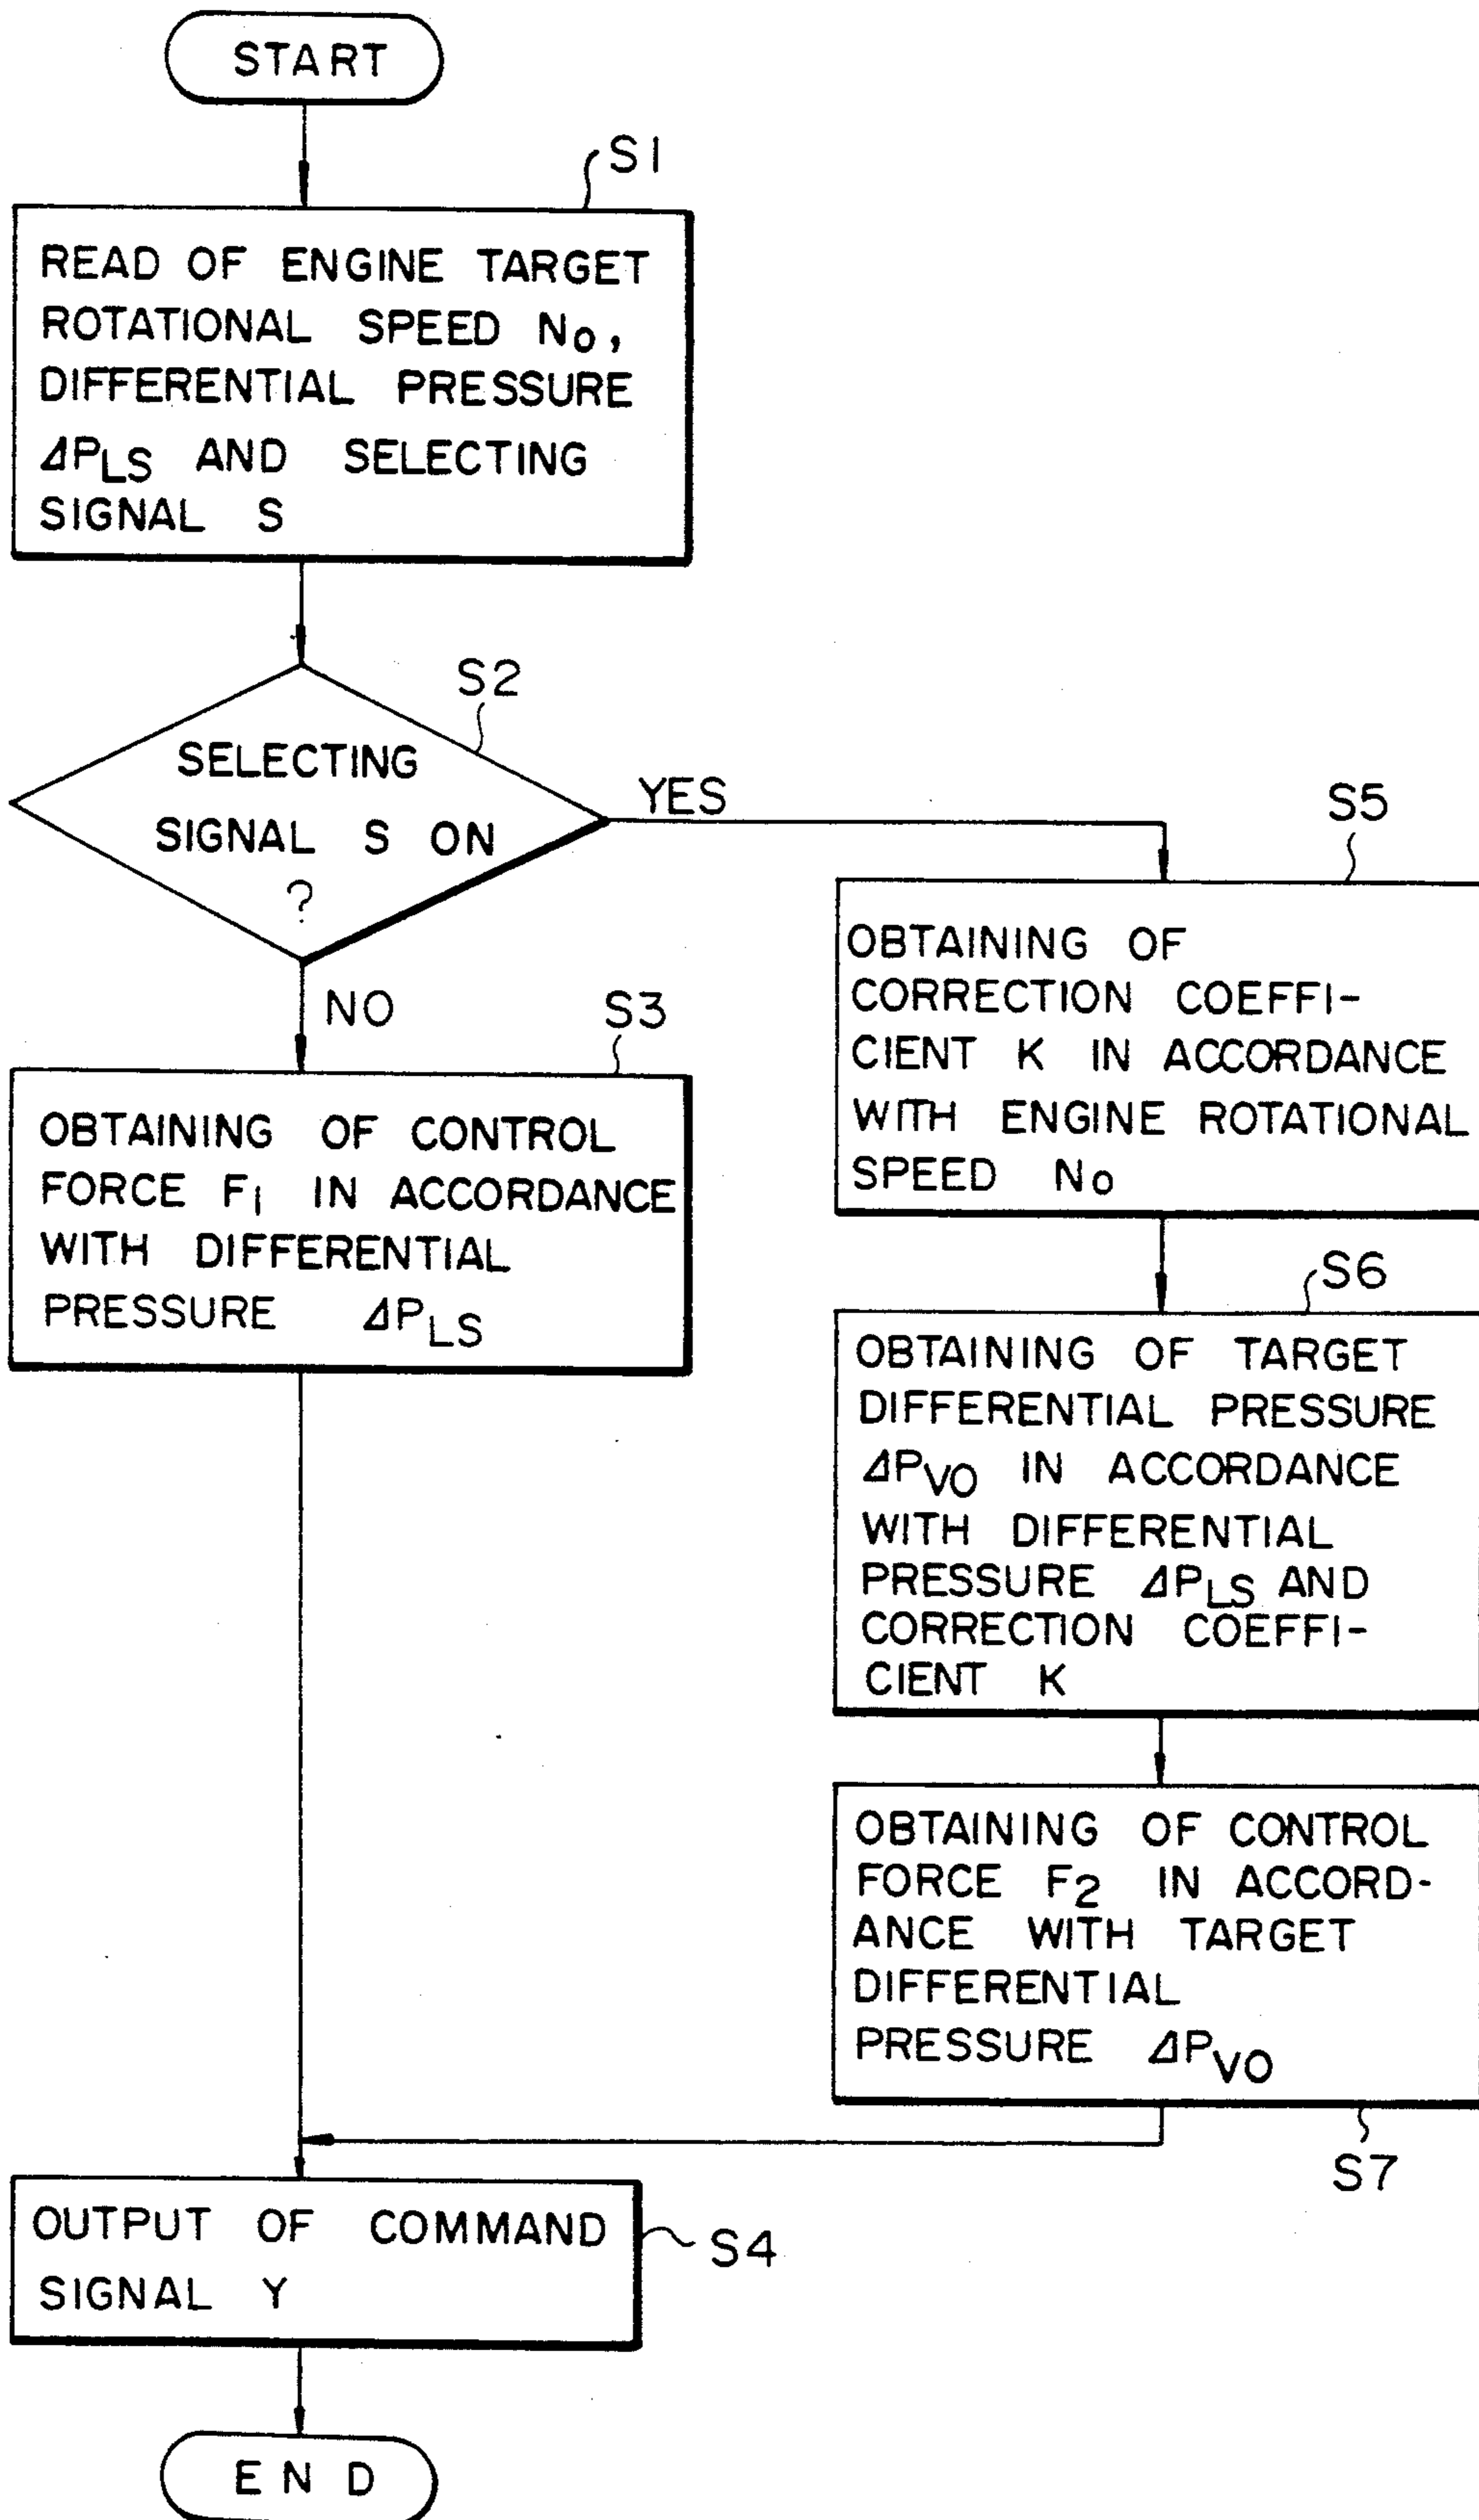 START
S1
READ OF ENGINE TARGET
ROTATIONAL SPEED No,
DIFFERENTIAL PRESSURE
ΔPLS AND SELECTING
SIGNAL S
S2
SELECTING
SIGNAL S ON
?
YES
NO
S3
OBTAINING OF CONTROL
FORCE F1 IN ACCORDANCE
WITH DIFFERENTIAL
PRESSURE ΔPLS
S5
OBTAINING OF
CORRECTION COEFFI-
CIENT K IN ACCORDANCE
WITH ENGINE ROTATIONAL
SPEED No
S6
OBTAINING OF TARGET
DIFFERENTIAL PRESSURE
ΔPVO IN ACCORDANCE
WITH DIFFERENTIAL
PRESSURE ΔPLS AND
CORRECTION COEFFI-
CIENT K
OBTAINING OF CONTROL
FORCE F2 IN ACCORD-
ANCE WITH TARGET
DIFFERENTIAL
PRESSURE ΔPVO
S7
OUTPUT OF COMMAND
SIGNAL Y
S4
END